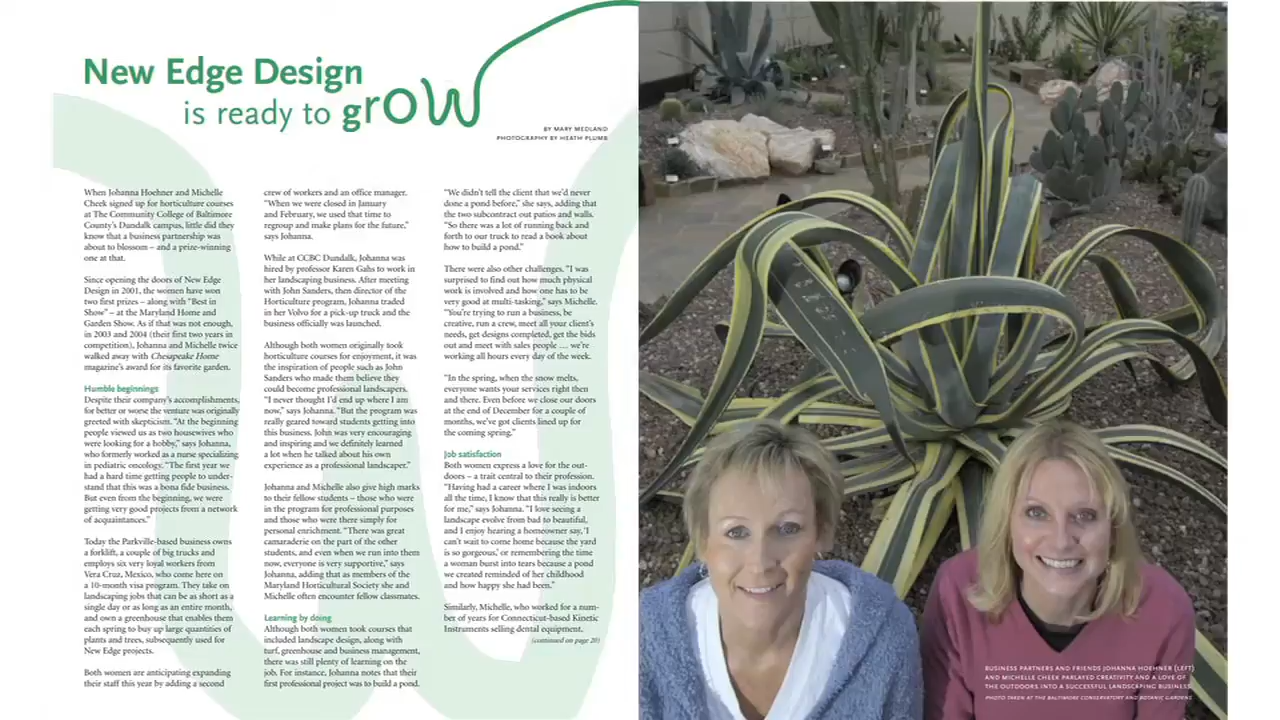 New Edge Design
is ready to grow
BY MARY MEDLAND
PHOTOGRAPHY BY HEATH PLUMB
When Johanna Hoehner and Michelle
Cheek signed up for horticulture courses
at The Community College of Baltimore
County's Dundalk campus, little did they
know that a business partnership was
about to blossom – and a prize-winning
one at that.
Since opening the doors of New Edge
Design in 2001, the women have won
two first prizes – along with "Best in
Show" – at the Maryland Home and
Garden Show. As if that was not enough,
in 2003 and 2004 (their first two years in
competition), Johanna and Michelle twice
walked away with Chesapeake Home
magazine's award for its favorite garden.
Humble beginnings
Despite their company's accomplishments,
for better or worse the venture was originally
greeted with skepticism. "At the beginning
people viewed us as two housewives who
were looking for a hobby," says Johanna,
who formerly worked as a nurse specializing
in pediatric oncology. "The first year we
had a hard time getting people to under-
stand that this was a bona fide business.
But even from the beginning, we were
getting very good projects from a network
of acquaintances."
Today the Parkville-based business owns
a forklift, a couple of big trucks and
employs six very loyal workers from
Vera Cruz, Mexico, who come here on
a 10-month visa program. They take on
landscaping jobs that can be as short as a
single day or as long as an entire month,
and own a greenhouse that enables them
each spring to buy up large quantities of
plants and trees, subsequently used for
New Edge projects.
Both women are anticipating expanding
their staff this year by adding a second
crew of workers and an office manager.
"When we were closed in January
and February, we used that time to
regroup and make plans for the future,"
says Johanna.
While at CCBC Dundalk, Johanna was
hired by professor Karen Gahs to work in
her landscaping business. After meeting
with John Sanders, then director of the
Horticulture program, Johanna traded
in her Volvo for a pick-up truck and the
business officially was launched.
Although both women originally took
horticulture courses for enjoyment, it was
the inspiration of people such as John
Sanders who made them believe they
could become professional landscapers.
"I never thought I'd end up where I am
now," says Johanna. "But the program was
really geared toward students getting into
this business. John was very encouraging
and inspiring and we definitely learned
a lot when he talked about his own
experience as a professional landscaper."
Johanna and Michelle also give high marks
to their fellow students – those who were
in the program for professional purposes
and those who were there simply for
personal enrichment. "There was great
camaraderie on the part of the other
students, and even when we run into them
now, everyone is very supportive," says
Johanna, adding that as members of the
Maryland Horticultural Society she and
Michelle often encounter fellow classmates.
Learning by doing
Although both women took courses that
included landscape design, along with
turf, greenhouse and business management,
there was still plenty of learning on the
job. For instance, Johanna notes that their
first professional project was to build a pond.
"We didn't tell the client that we'd never
done a pond before," she says, adding that
the two subcontract out patios and walls.
"So there was a lot of running back and
forth to our truck to read a book about
how to build a pond."
There were also other challenges. "I was
surprised to find out how much physical
work is involved and how one has to be
very good at multi-tasking," says Michelle.
"You're trying to run a business, be
creative, run a crew, meet all your client's
needs, get designs completed, get the bids
out and meet with sales people … we're
working all hours every day of the week.
"In the spring, when the snow melts,
everyone wants your services right then
and there. Even before we close our doors
at the end of December for a couple of
months, we've got clients lined up for
the coming spring."
Job satisfaction
Both women express a love for the out-
doors – a trait central to their profession.
"Having had a career where I was indoors
all the time, I know that this really is better
for me," says Johanna. "I love seeing a
landscape evolve from bad to beautiful,
and I enjoy hearing a homeowner say, 'I
can't wait to come home because the yard
is so gorgeous,' or remembering the time
a woman burst into tears because a pond
we created reminded of her childhood
and how happy she had been."
Similarly, Michelle, who worked for a num-
ber of years for Connecticut-based Kinetic
Instruments selling dental equipment.
(continued on page 20)
BUSINESS PARTNERS AND FRIENDS JOHANNA HOEHNER (LEFT)
AND MICHELLE CHEEK PARLAYED CREATIVITY AND A LOVE OF
THE OUTDOORS INTO A SUCCESSFUL LANDSCAPING BUSINESS.
PHOTO TAKEN AT THE BALTIMORE CONSERVATORY AND BOTANIC GARDENS